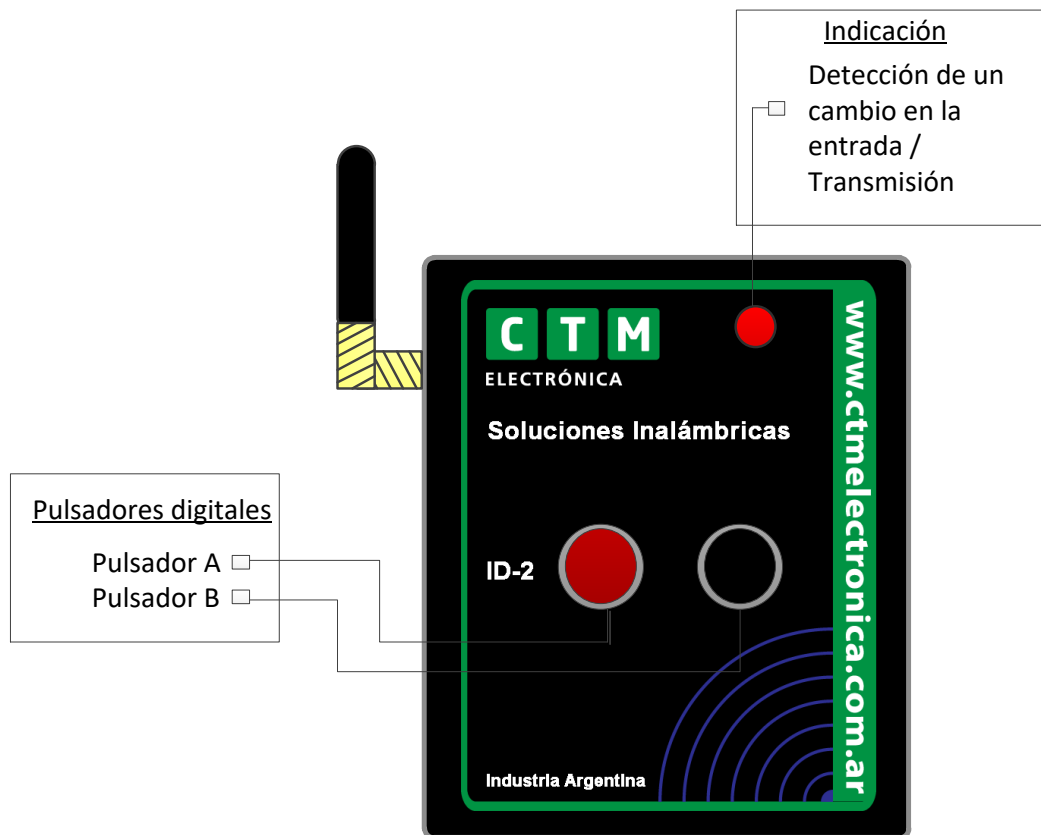 Indicación
Detección de un
cambio en la
entrada /
Transmisión
C T M
ELECTRÓNICA
Soluciones Inalámbricas
www.ctmelectronica.com.ar
Pulsadores digitales
Pulsador A
Pulsador B
ID-2
Industria Argentina